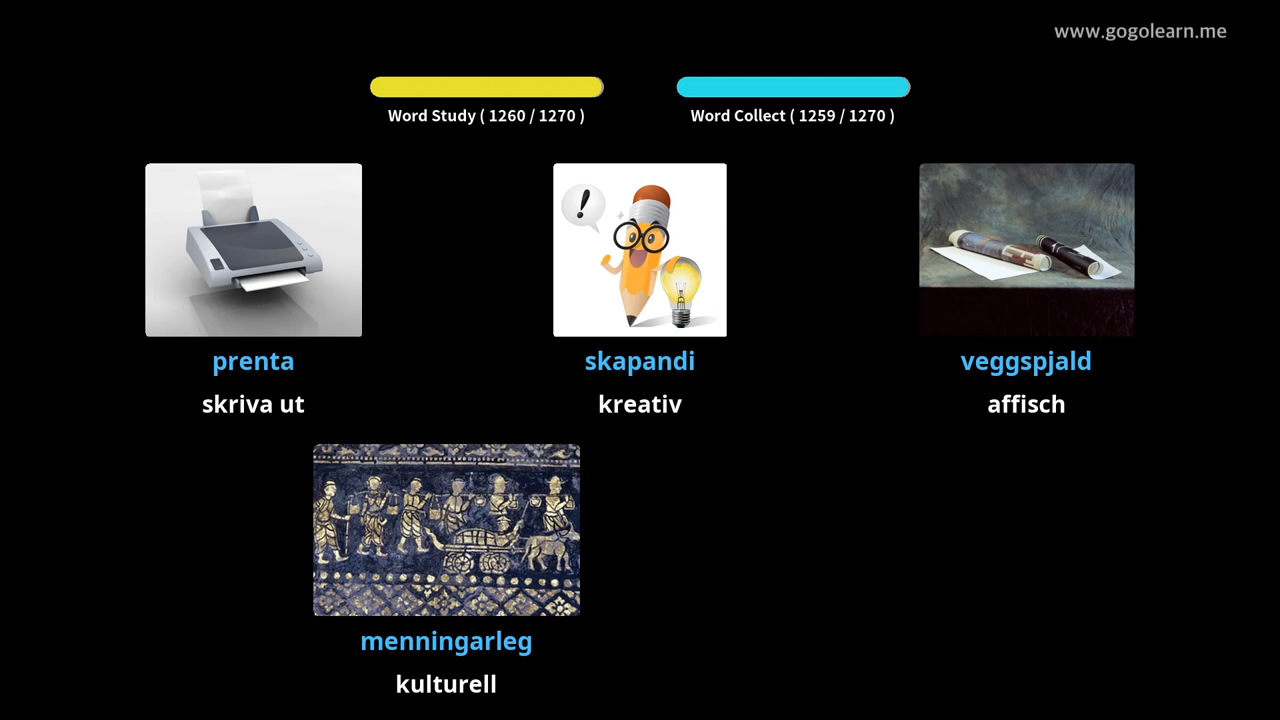 www.gogolearn.me
Word Study ( 1260 / 1270 )
Word Collect ( 1259 / 1270 )
prenta
skapandi
veggspjald
skriva ut
kreativ
affisch
menningarleg
kulturell